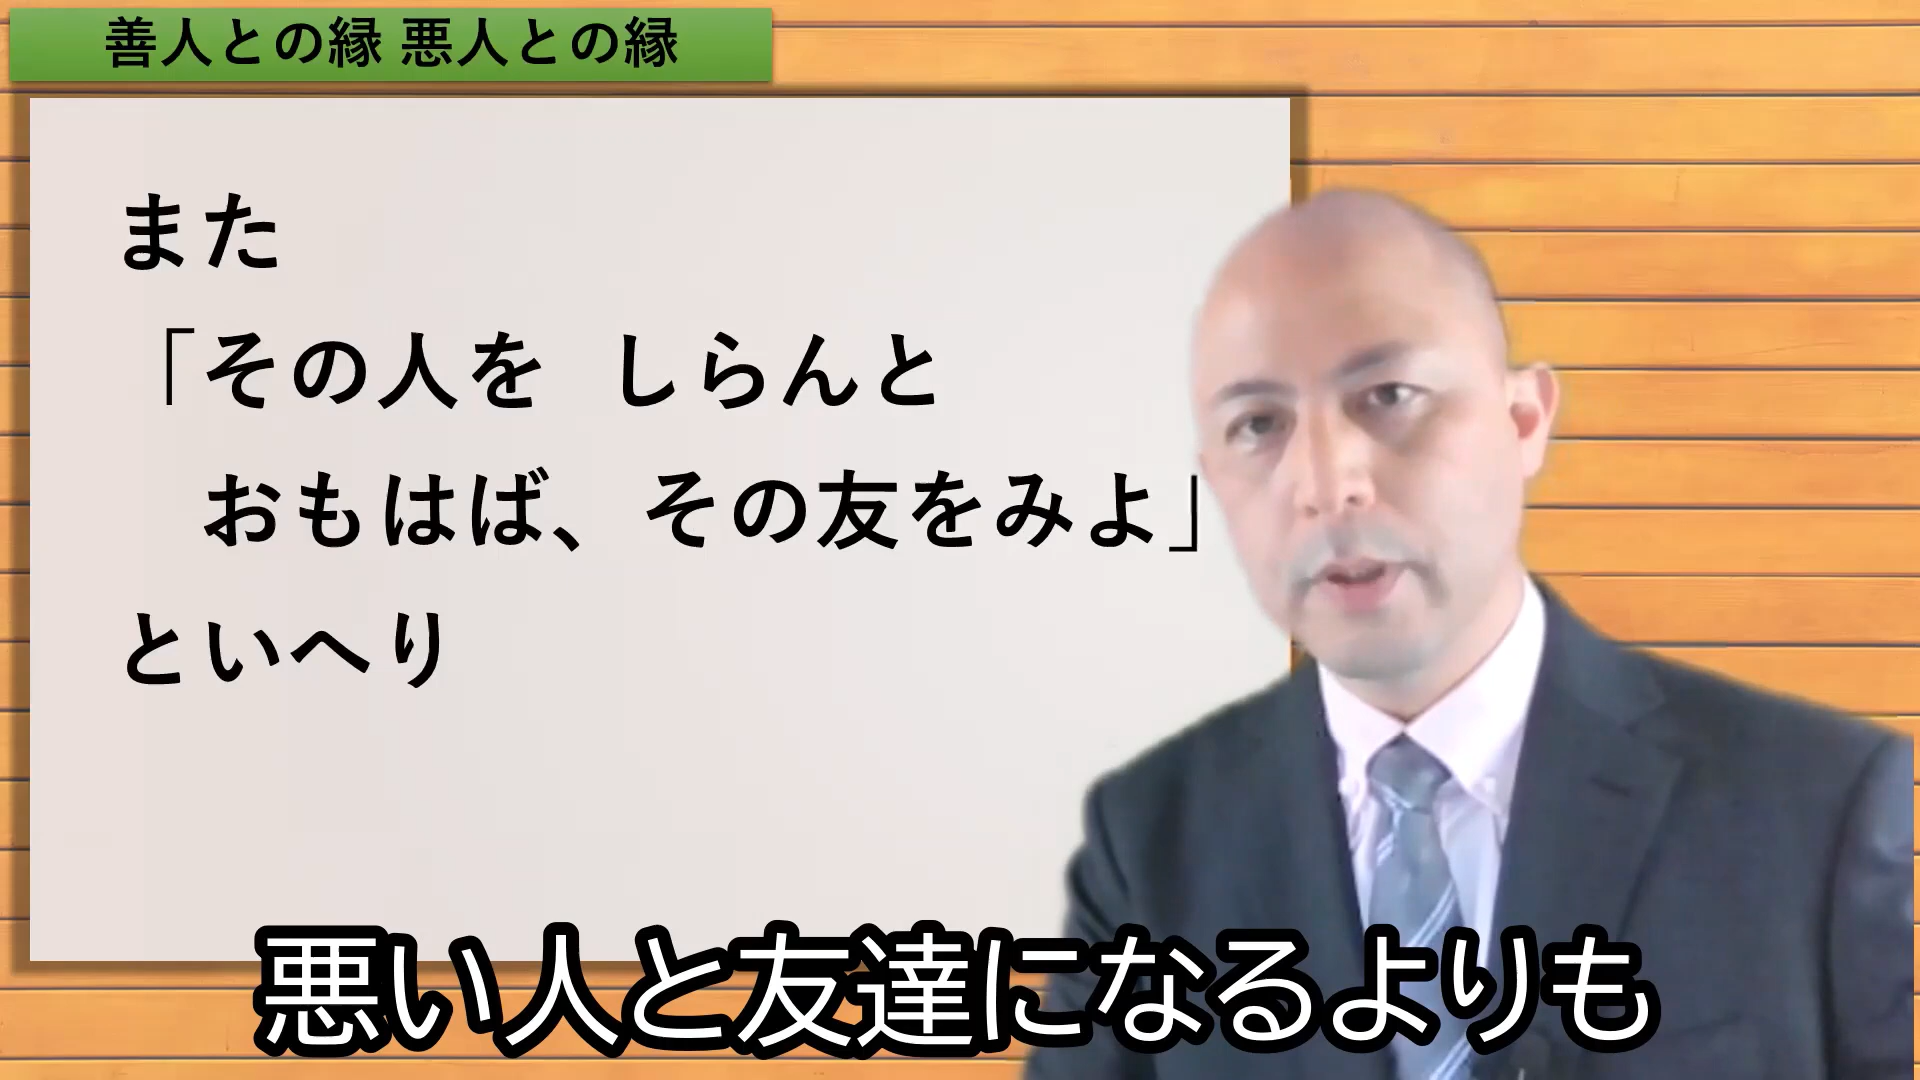 善人との縁 悪人との縁
また
「その人を しらんと
おもはば、その友をみよ」
といへり
悪い人と友達になるよりも